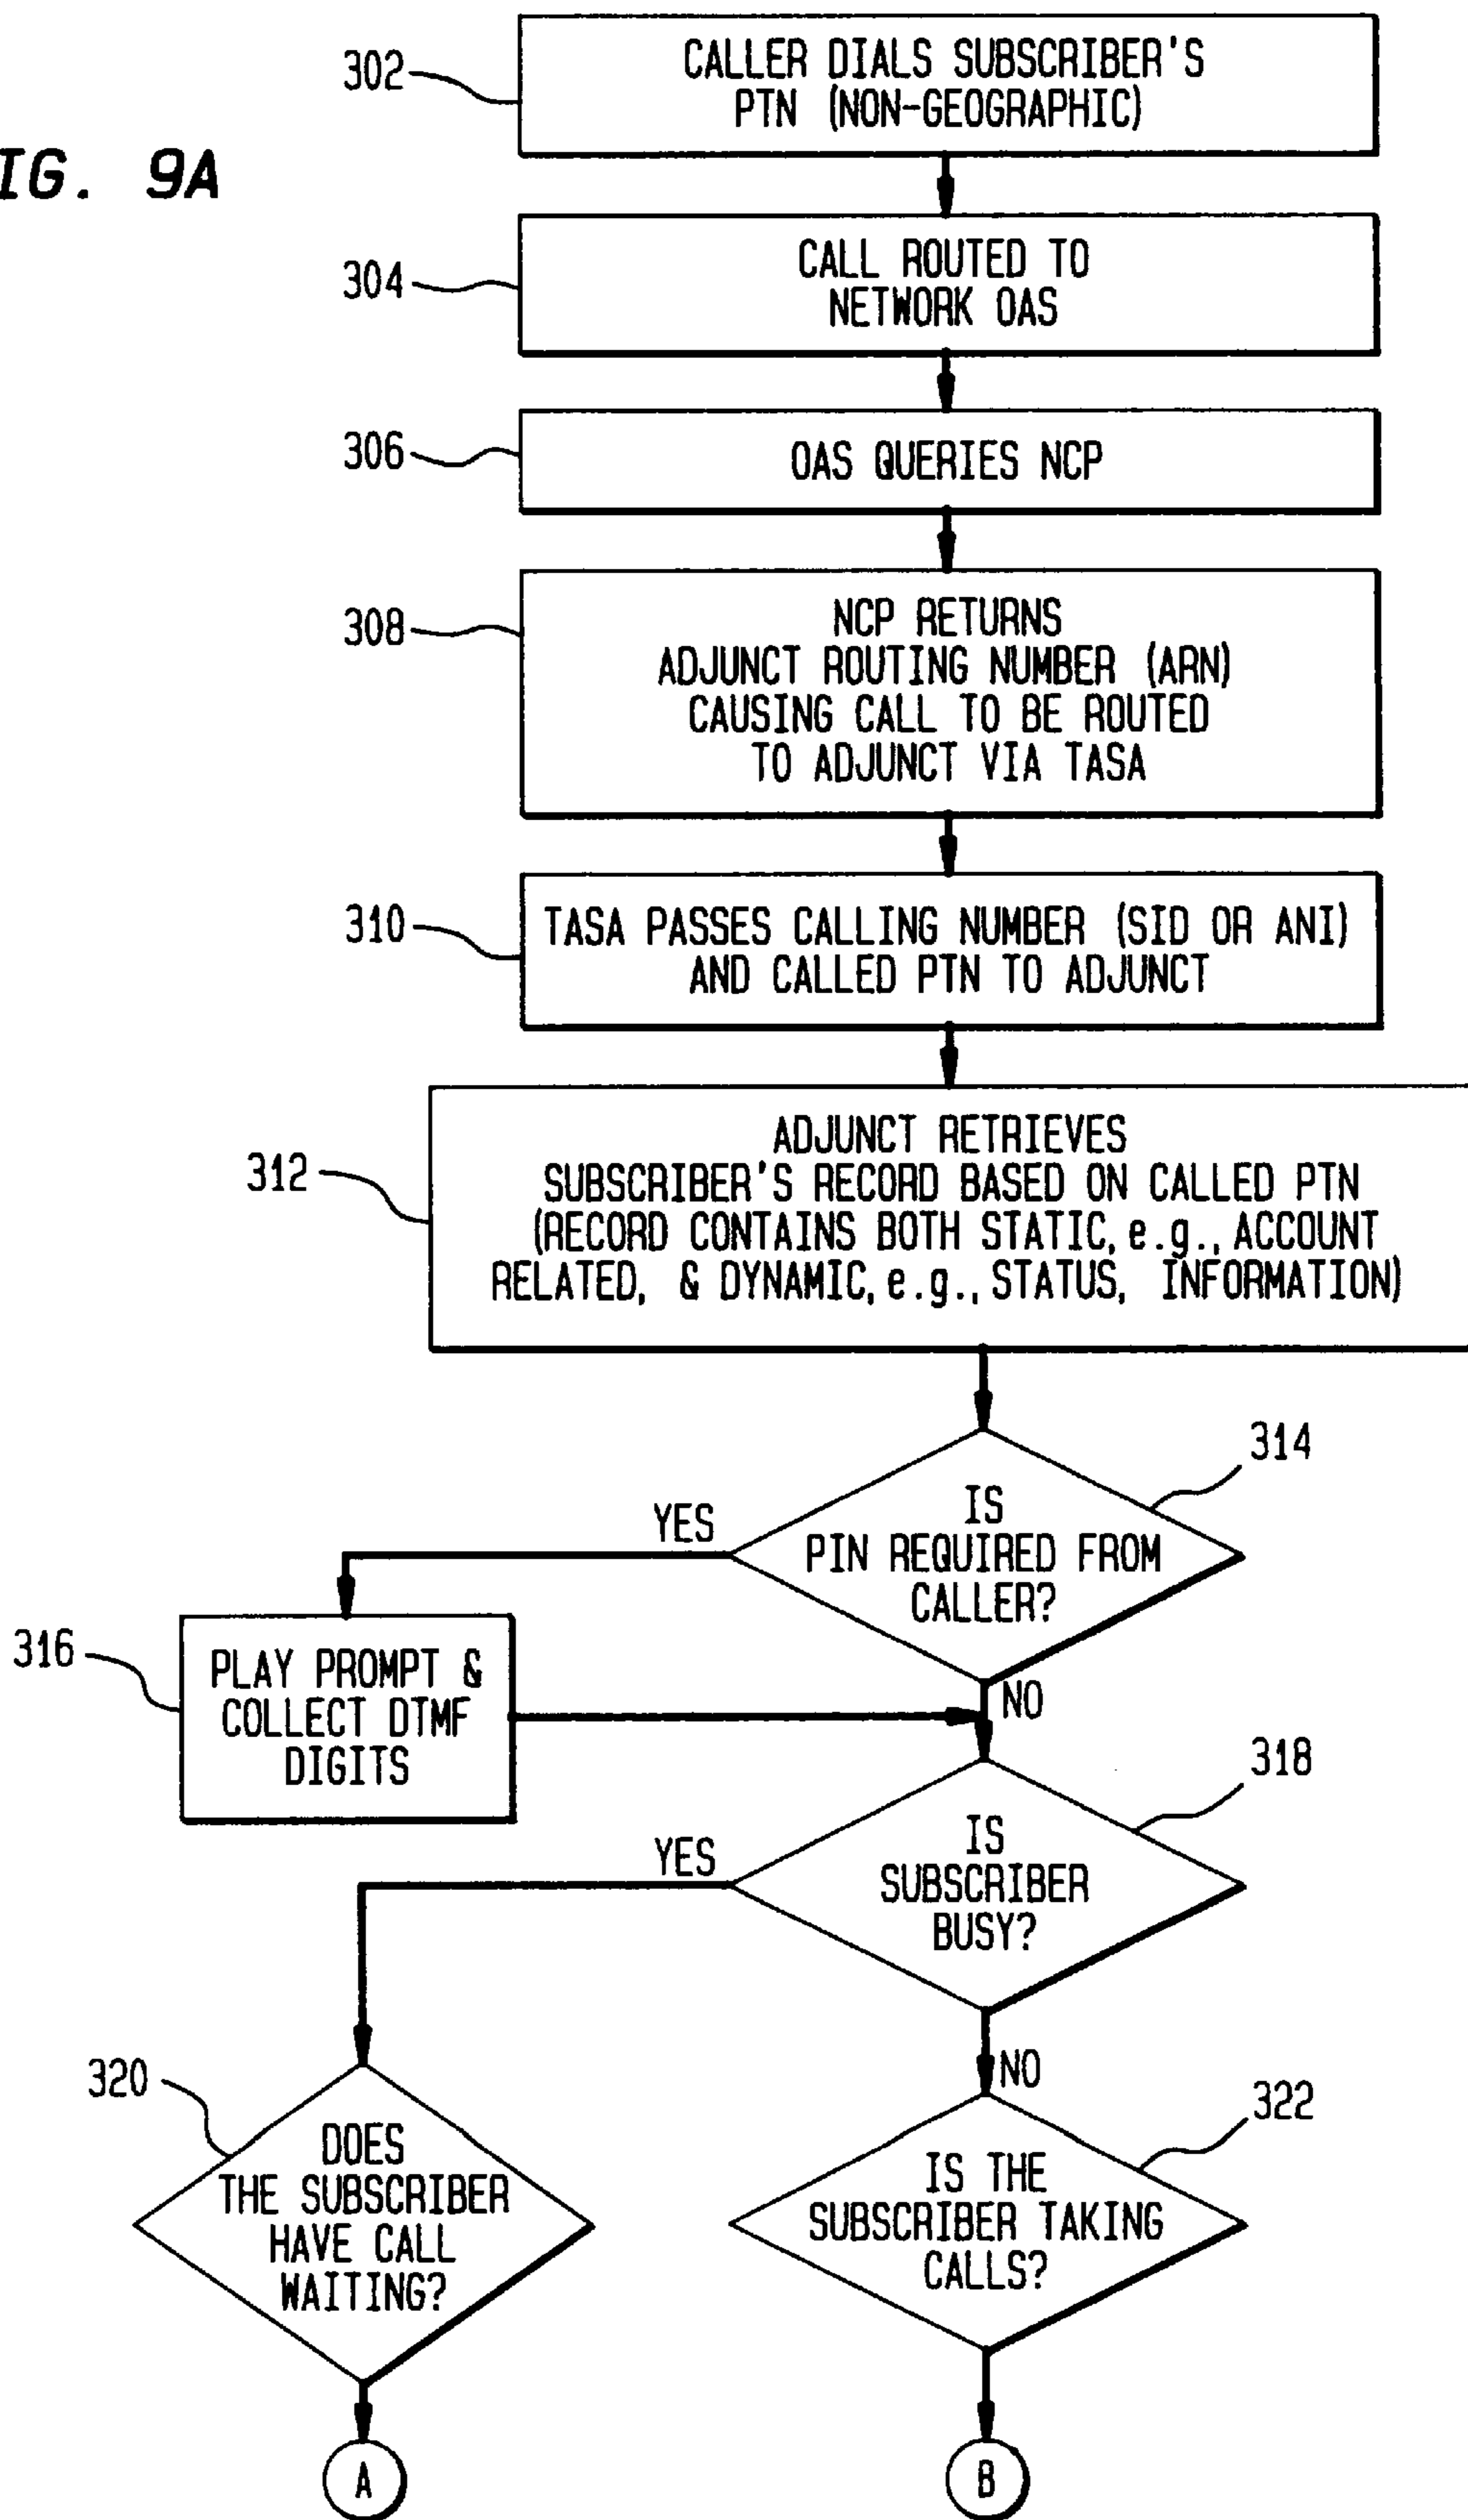 302
CALLER DIALS SUBSCRIBER'S
PTN (NON-GEOGRAPHIC)
IG. 9A
304
CALL ROUTED TO
NETWORK OAS
306
OAS QUERIES NCP
308
NCP RETURNS
ADJUNCT ROUTING NUMBER (ARN)
CAUSING CALL TO BE ROUTED
TO ADJUNCT VIA TASA
310
TASA PASSES CALLING NUMBER (SID OR ANI)
AND CALLED PTN TO ADJUNCT
312
ADJUNCT RETRIEVES
SUBSCRIBER'S RECORD BASED ON CALLED PTN
(RECORD CONTAINS BOTH STATIC, e.g., ACCOUNT
RELATED, & DYNAMIC, e.g., STATUS, INFORMATION)
314
IS
PIN REQUIRED FROM
CALLER?
YES
NO
316
PLAY PROMPT &
COLLECT DTMF
DIGITS
318
IS
SUBSCRIBER
BUSY?
YES
NO
320
DOES
THE SUBSCRIBER
HAVE CALL
WAITING?
322
IS THE
SUBSCRIBER TAKING
CALLS?
A
B